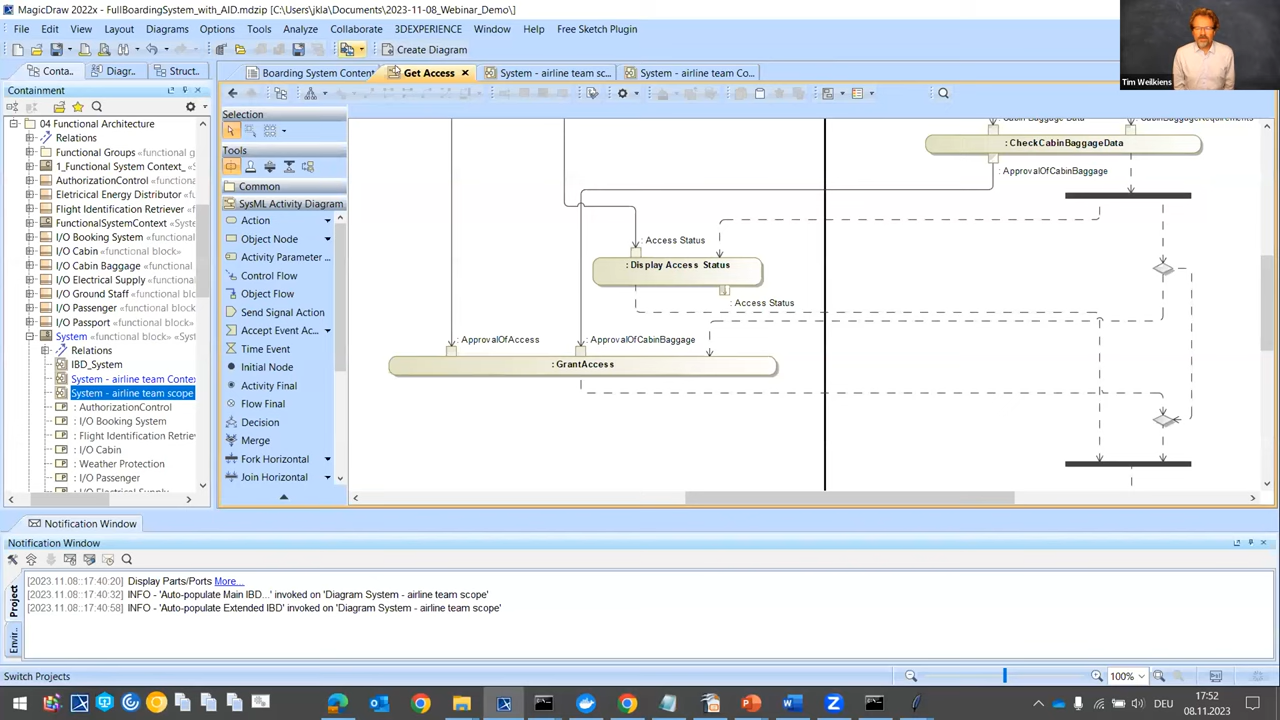 MagicDraw 2022x - FullBoardingSystem_with_AID.mdzip [C:\Users\jkla\Documents\2023-11-08_Webinar_Demo\]
File Edit View Layout Diagrams Options Tools Analyze Collaborate 3DEXPERIENCE Window Help Free Sketch Plugin
Create Diagram
Tim Weilkiens
Conta... Diagr... Struct...
Boarding System Content
Get Access
System - airline team sc...
System - airline team Co...
Containment
04 Functional Architecture
Relations
Functional Groups
1_Functional System Context_
AuthorizationControl «functional
Eletricical Energy Distributor
Flight Identification Retriever
FunctionalSystemContext
I/O Booking System «functional
I/O Cabin «functional block»
I/O Cabin Baggage «functional
I/O Electrical Supply «functional
I/O Ground Staff «functional
I/O Passenger «functional block»
I/O Passport «functional block»
System «functional block» «Syst
Relations
IBD_System
System - airline team Conte
System - airline team scope
: AuthorizationControl
: I/O Booking System
: Flight Identification Retriev
: I/O Cabin
: Weather Protection
: I/O Passenger
: I/O Electrical Supply
Selection
Tools
Common
SysML Activity Diagram
Action
Object Node
Activity Parameter ...
Control Flow
Object Flow
Send Signal Action
Accept Event Ac...
Time Event
Initial Node
Activity Final
Flow Final
Decision
Merge
Fork Horizontal
Join Horizontal
: CheckCabinBaggageData
: ApprovalOfCabinBaggage
: Access Status
: Display Access Status
: Access Status
: ApprovalOfAccess
: ApprovalOfCabinBaggage
: GrantAccess
Notification Window
Notification Window
Project
Envir...
[2023.11.08::17:40:20] Display Parts/Ports More...
[2023.11.08::17:40:32] INFO - 'Auto-populate Main IBD...' invoked on 'Diagram System - airline team scope'
[2023.11.08::17:40:58] INFO - 'Auto-populate Extended IBD' invoked on 'Diagram System - airline team scope'
Switch Projects
100%
DEU
17:52
08.11.2023